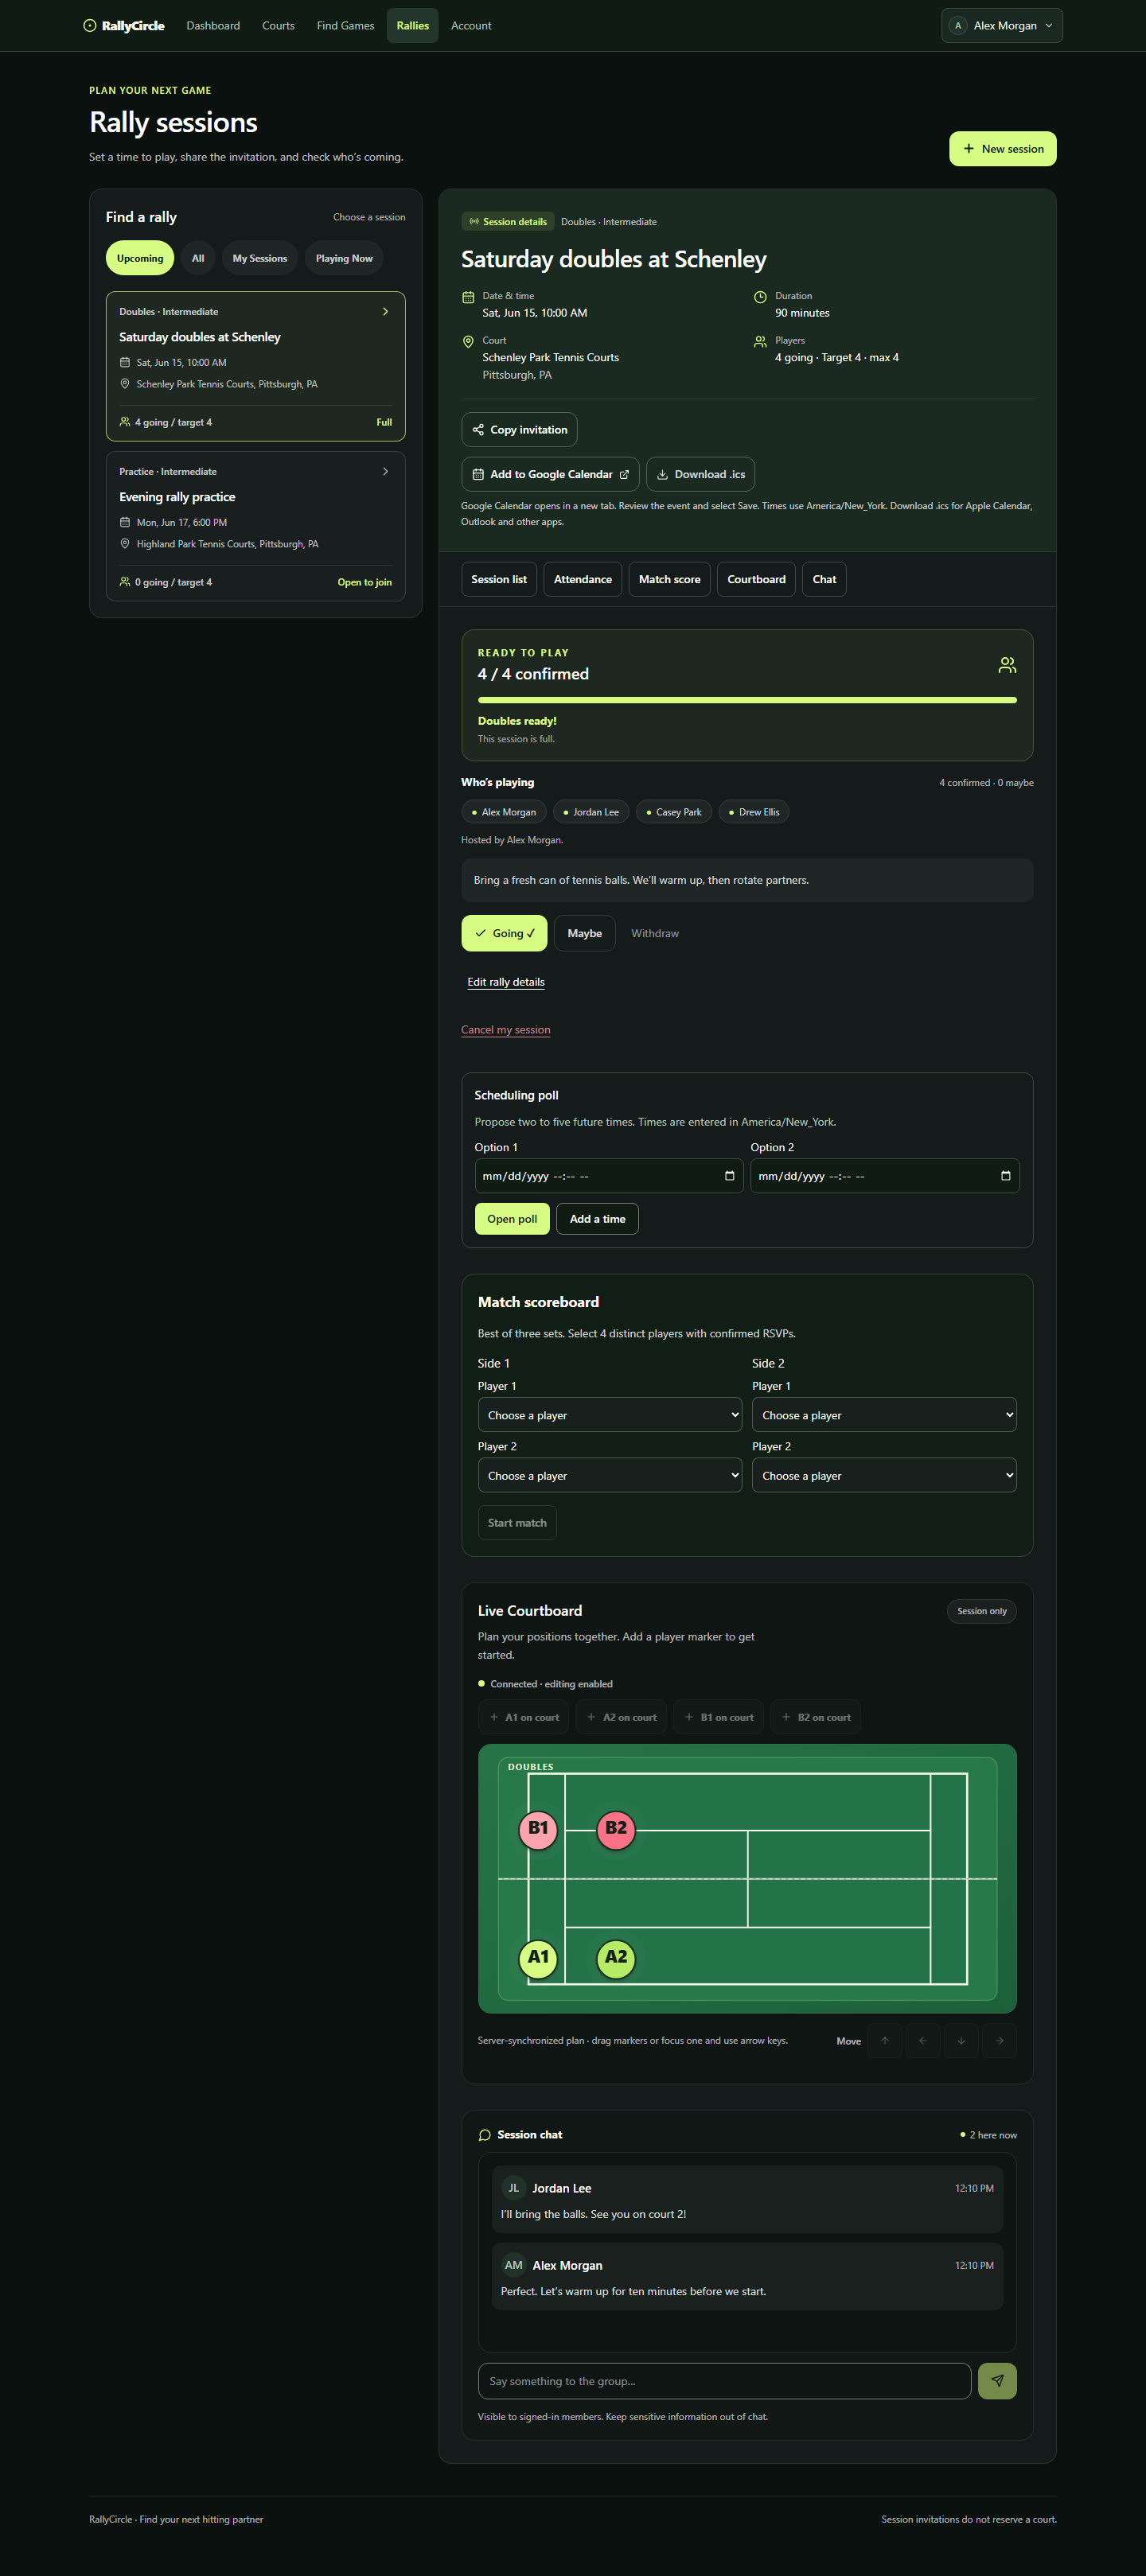 RallyCircle
Dashboard
Courts
Find Games
Rallies
Account
A
Alex Morgan
PLAN YOUR NEXT GAME
Rally sessions
Set a time to play, share the invitation, and check who's coming.
New session
Find a rally
Choose a session
Upcoming
All
My Sessions
Playing Now
Doubles · Intermediate
Saturday doubles at Schenley
Sat, Jun 15, 10:00 AM
Schenley Park Tennis Courts, Pittsburgh, PA
4 going / target 4
Full
Practice · Intermediate
Evening rally practice
Mon, Jun 17, 6:00 PM
Highland Park Tennis Courts, Pittsburgh, PA
0 going / target 4
Open to join
Session details
Doubles · Intermediate
Saturday doubles at Schenley
Date & time
Sat, Jun 15, 10:00 AM
Duration
90 minutes
Court
Schenley Park Tennis Courts
Pittsburgh, PA
Players
4 going · Target 4 · max 4
Copy invitation
Add to Google Calendar
Download .ics
Google Calendar opens in a new tab. Review the event and select Save. Times use America/New_York. Download .ics for Apple Calendar,
Outlook and other apps.
Session list
Attendance
Match score
Courtboard
Chat
READY TO PLAY
4 / 4 confirmed
Doubles ready!
This session is full.
Who's playing
4 confirmed · 0 maybe
Alex Morgan
Jordan Lee
Casey Park
Drew Ellis
Hosted by Alex Morgan.
Bring a fresh can of tennis balls. We'll warm up, then rotate partners.
Going ✓
Maybe
Withdraw
Edit rally details
Cancel my session
Scheduling poll
Propose two to five future times. Times are entered in America/New_York.
Option 1
Option 2
mm/dd/yyyy --:-- --
mm/dd/yyyy --:-- --
Open poll
Add a time
Match scoreboard
Best of three sets. Select 4 distinct players with confirmed RSVPs.
Side 1
Side 2
Player 1
Player 1
Choose a player
Choose a player
Player 2
Player 2
Choose a player
Choose a player
Start match
Live Courtboard
Session only
Plan your positions together. Add a player marker to get
started.
Connected · editing enabled
A1 on court
A2 on court
B1 on court
B2 on court
DOUBLES
B1
B2
A1
A2
Server-synchronized plan · drag markers or focus one and use arrow keys.
Move
Session chat
2 here now
JL
Jordan Lee
12:10 PM
I'll bring the balls. See you on court 2!
AM
Alex Morgan
12:10 PM
Perfect. Let's warm up for ten minutes before we start.
Say something to the group...
Visible to signed-in members. Keep sensitive information out of chat.
RallyCircle · Find your next hitting partner
Session invitations do not reserve a court.